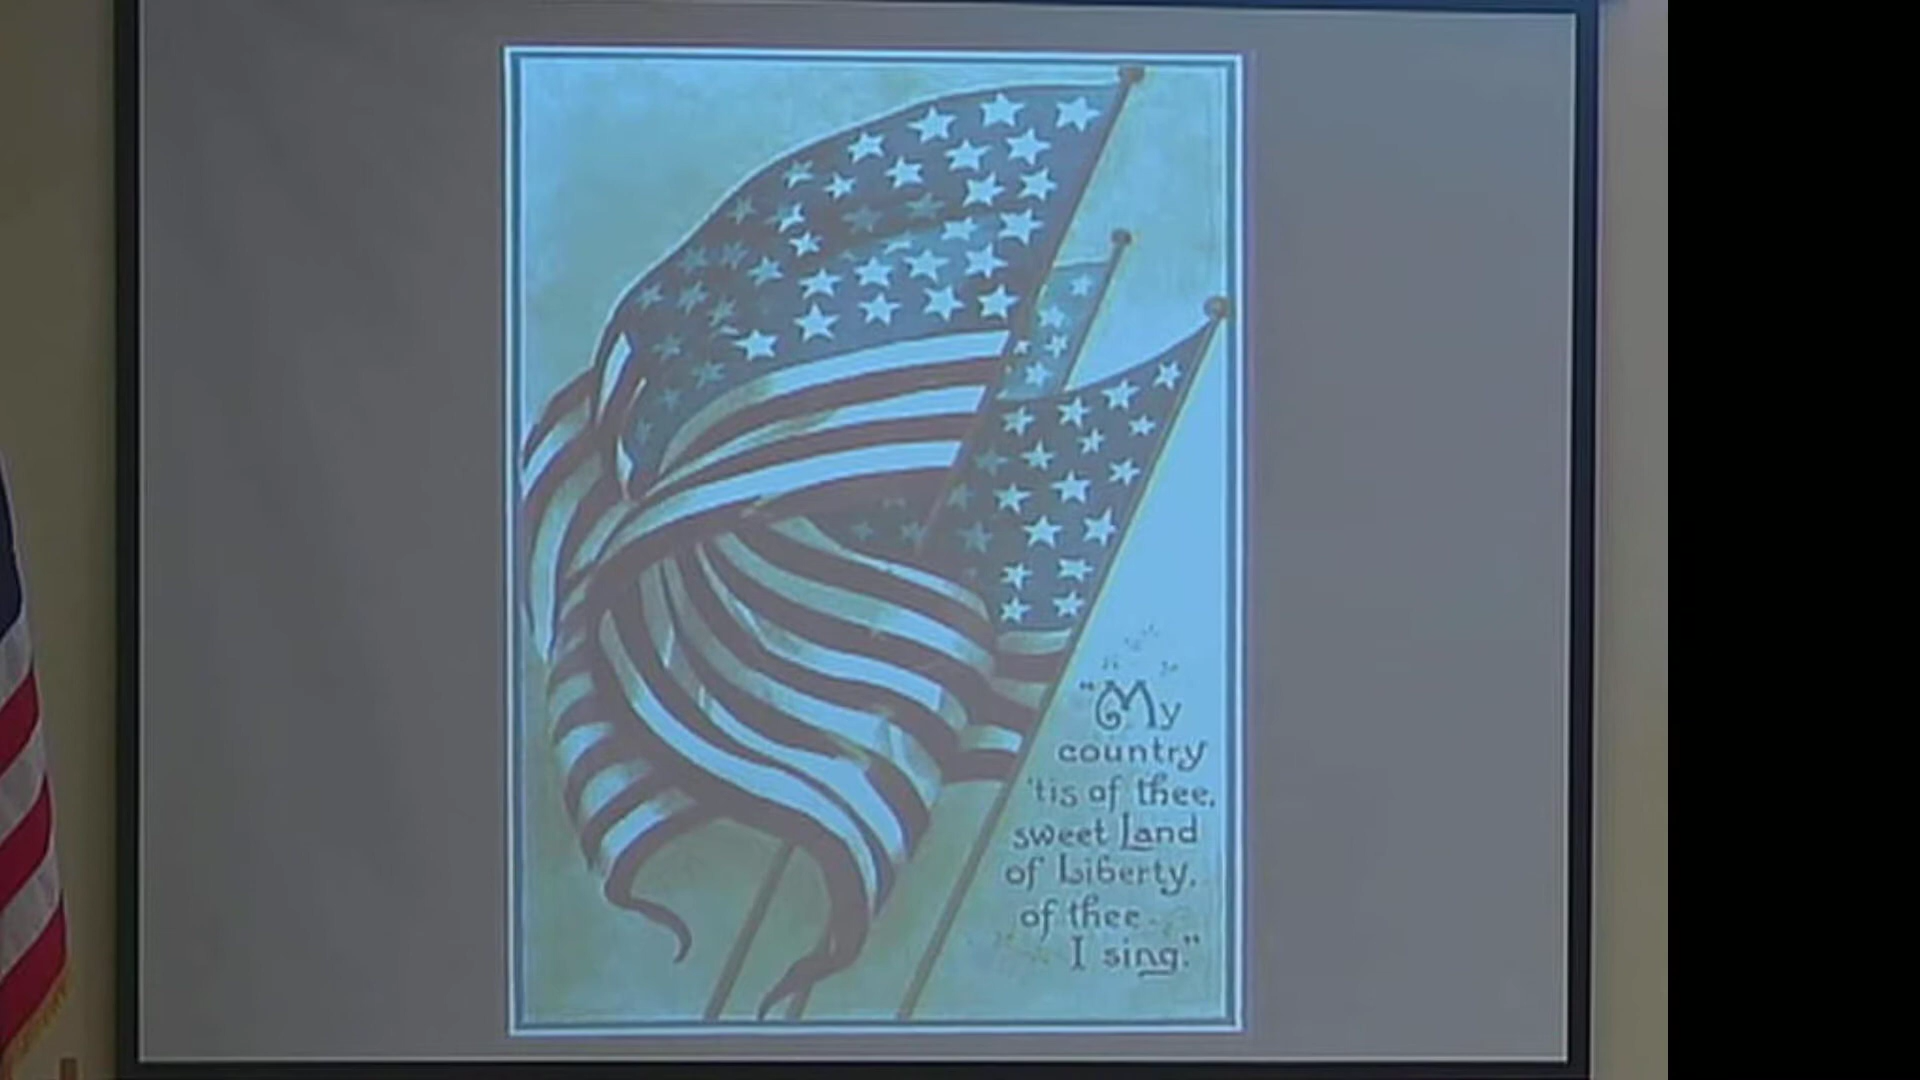 "My
country
'tis of thee,
sweet Land
of Liberty,
of thee
I sing."